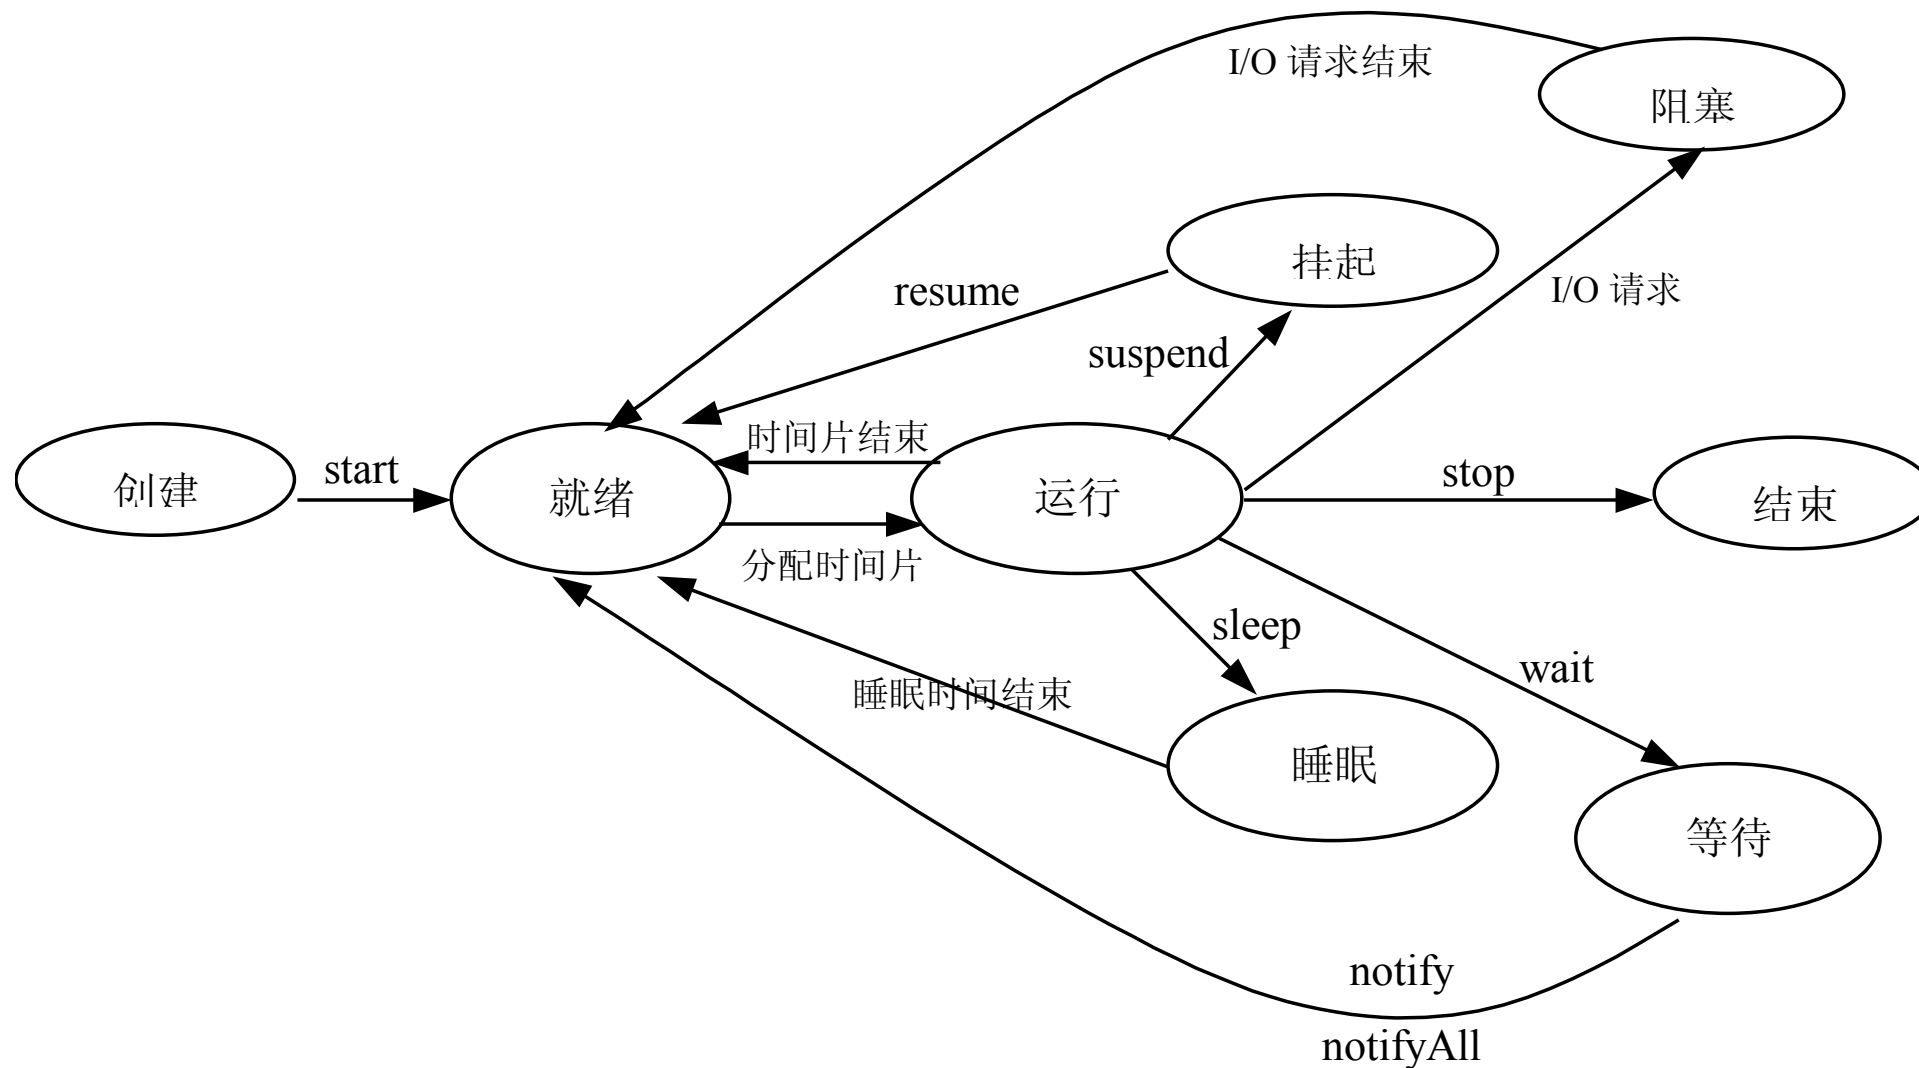 I/O 请求结束
阻塞
挂起
resume
I/O 请求
suspend
时间片结束
创建
start
就绪
运行
stop
结束
分配时间片
sleep
wait
睡眠时间结束
睡眠
等待
notify
notifyAll